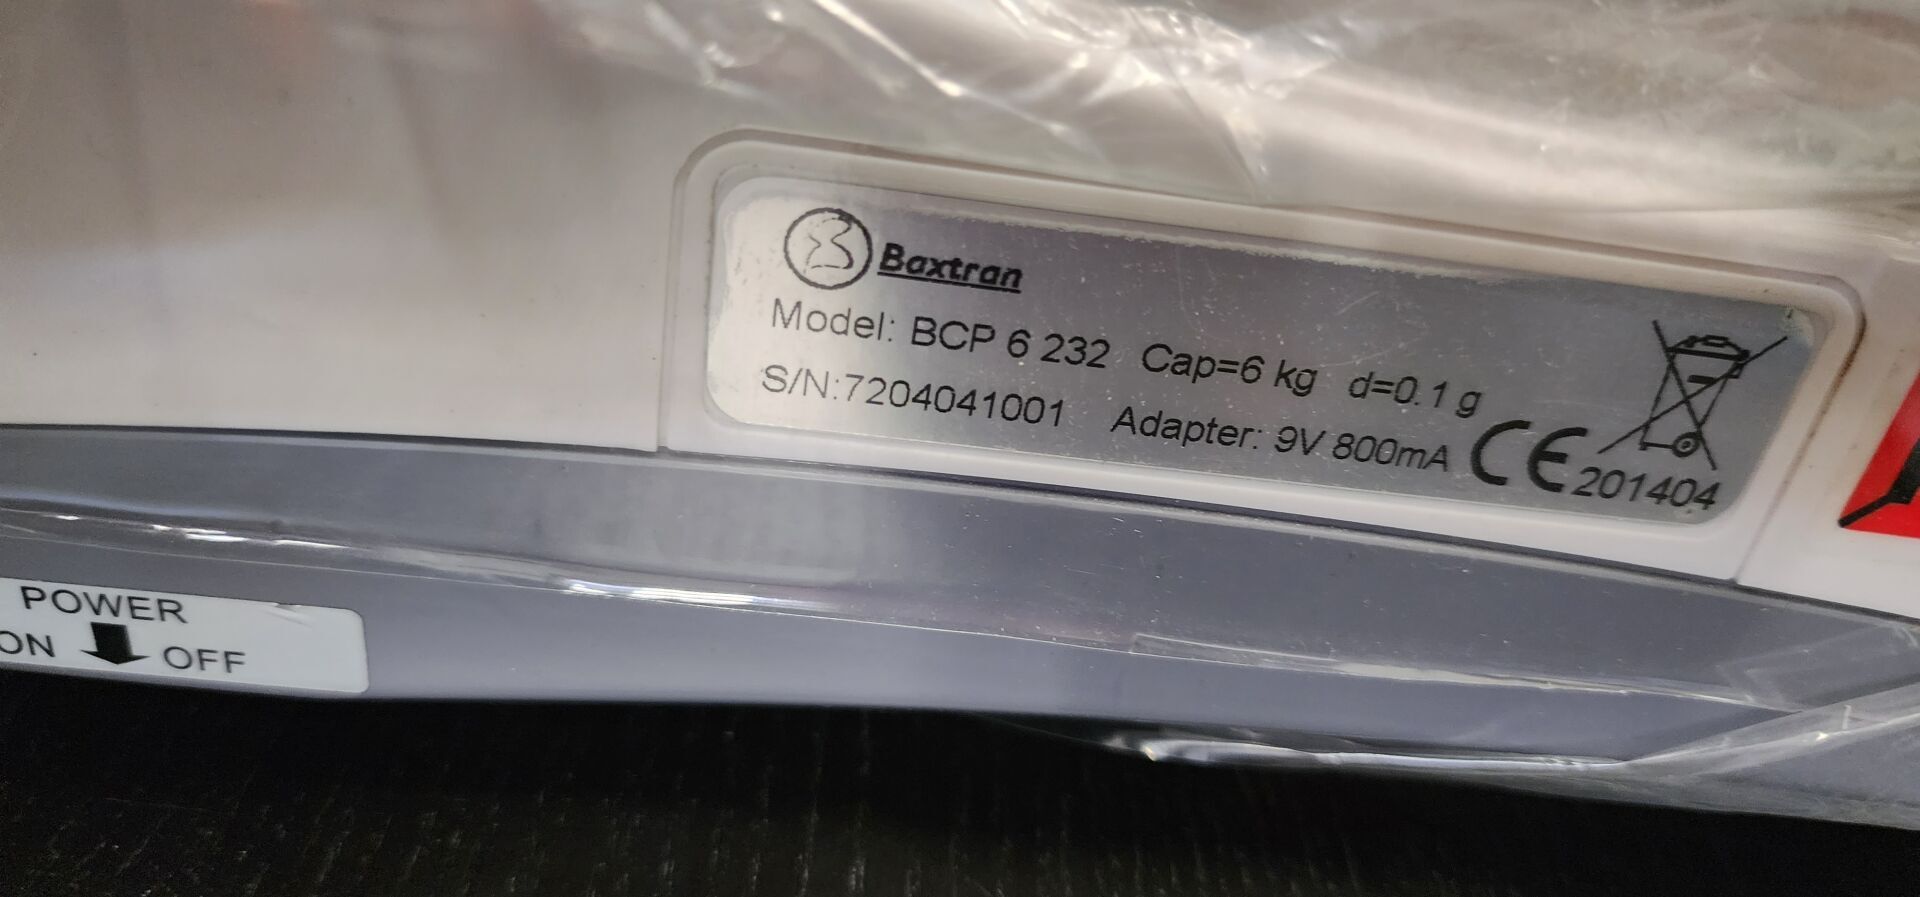 Baxtran
Model: BCP 6 232 Cap=6 kg d=0.1 g
S/N:7204041001 Adapter: 9V 800mA CE 201404
POWER
ON OFF